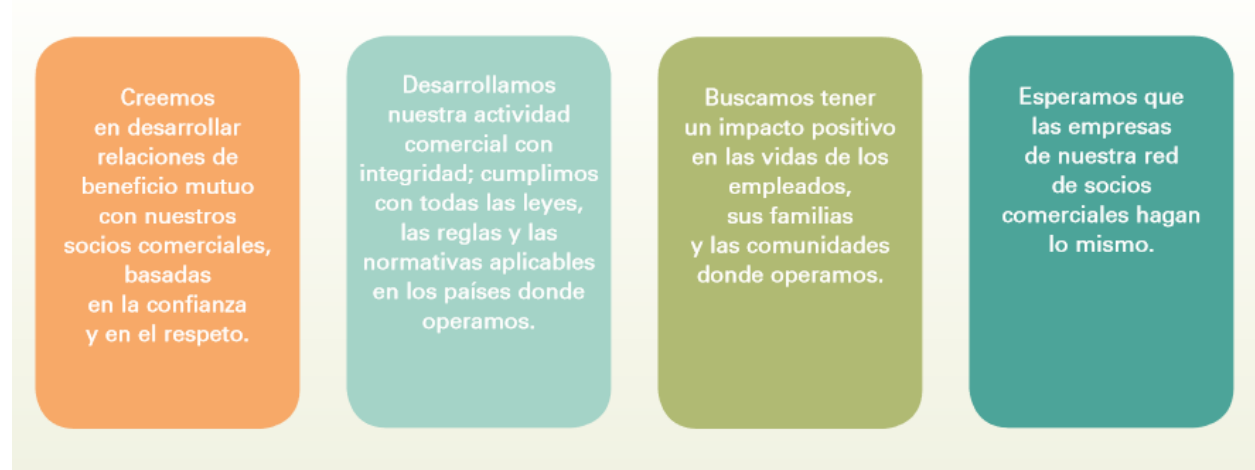 Creemos
en desarrollar
relaciones de
beneficio mutuo
con nuestros
socios comerciales,
basadas
en la confianza
y en el respeto.
Desarrollamos
nuestra actividad
comercial con
integridad; cumplimos
con todas las leyes,
las reglas y las
normativas aplicables
en los países donde
operamos.
Buscamos tener
un impacto positivo
en las vidas de los
empleados,
sus familias
y las comunidades
donde operamos.
Esperamos que
las empresas
de nuestra red
de socios
comerciales hagan
lo mismo.